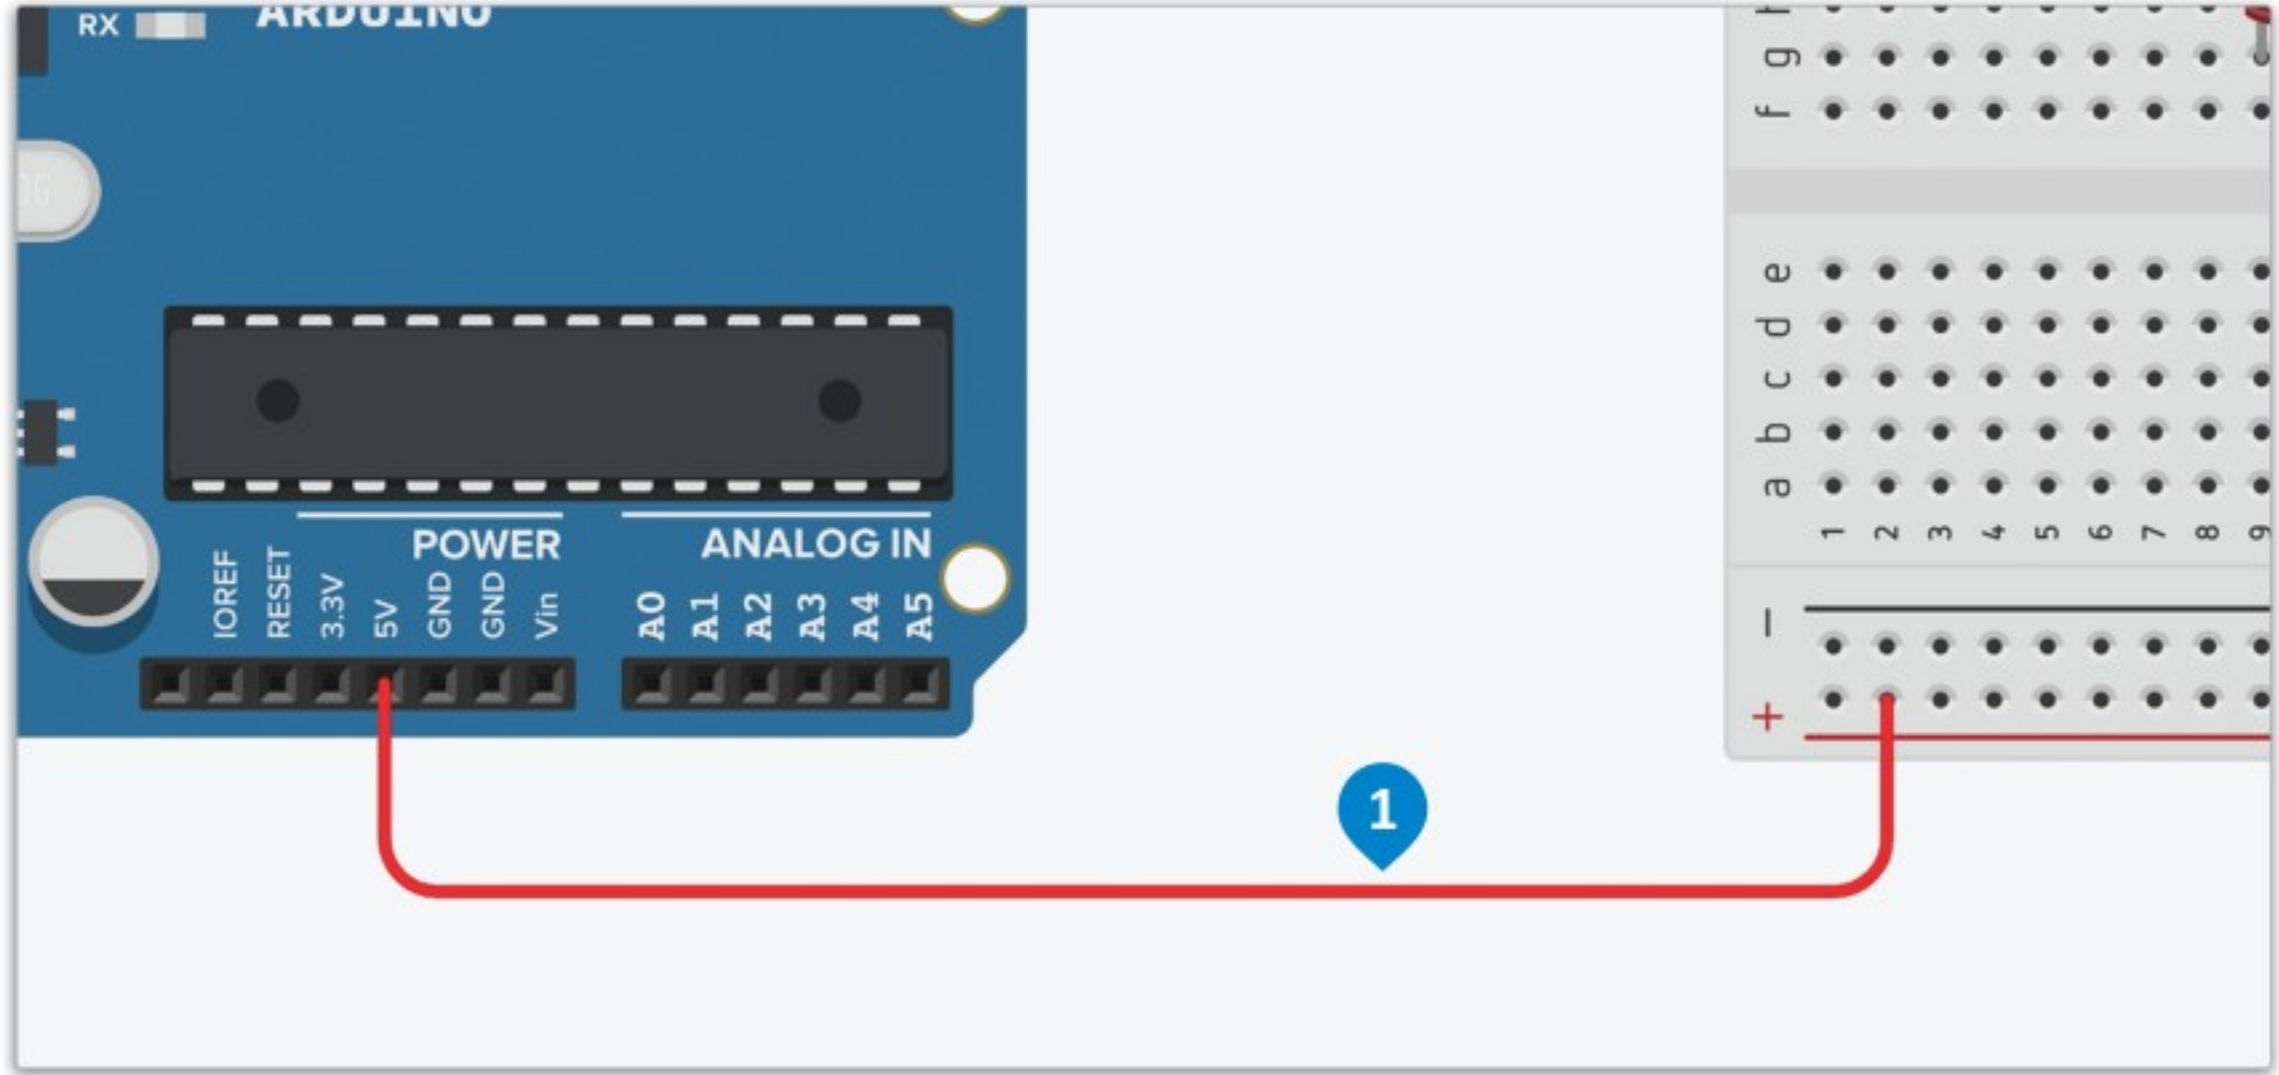 RX
ARDUINO
POWER
ANALOG IN
IOREF
RESET
3.3V
5V
GND
GND
Vin
A0
A1
A2
A3
A4
A5
1
g
f
e
d
c
b
a
1 2 3 4 5 6 7 8 9
−
+